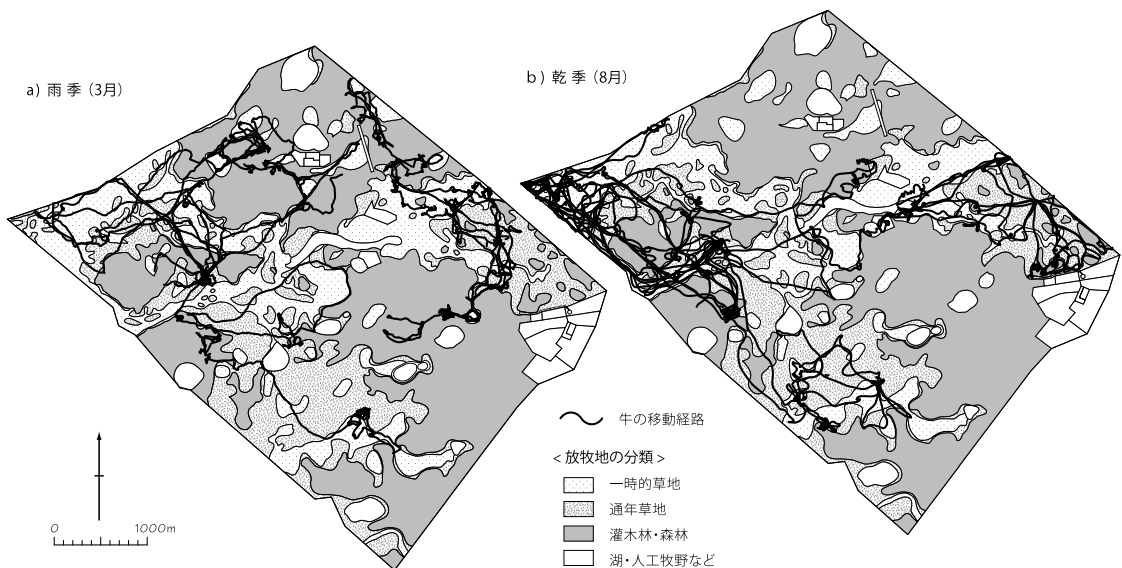 a) 雨 季 (3月)
b) 乾 季 (8月)
牛の移動経路
< 放牧地の分類 >
一時的草地
通年草地
灌木林・森林
湖・人工牧野など
0 1000m